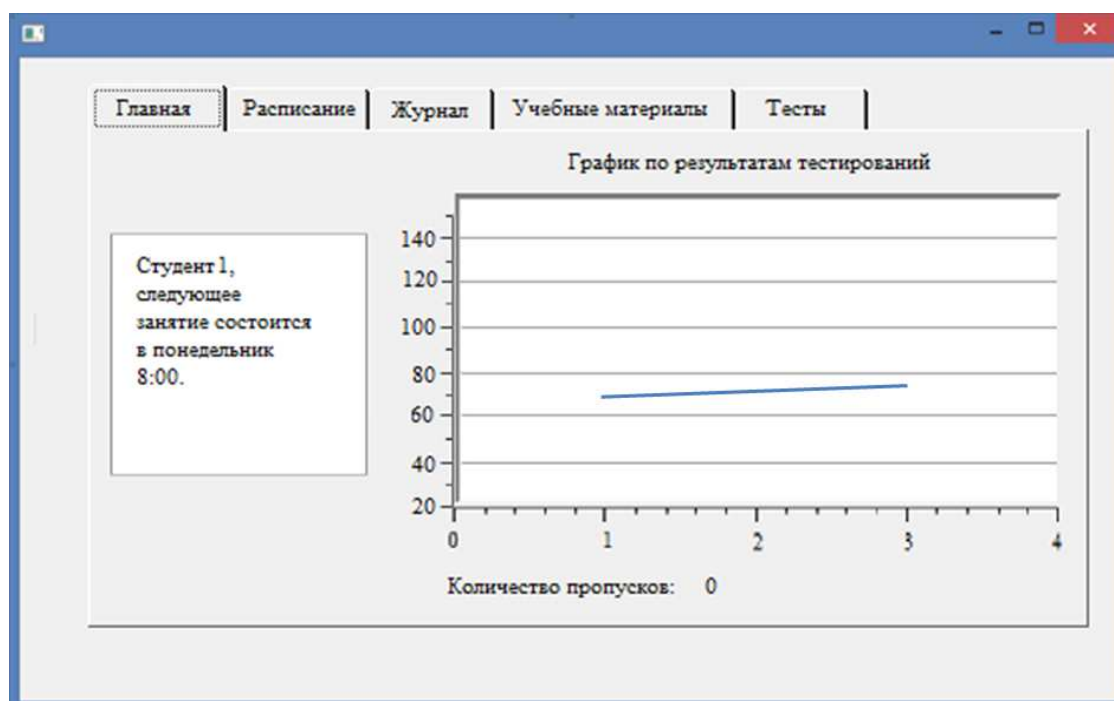 Главная Расписание Журнал Учебные материалы Тесты
График по результатам тестирований
Студент 1,
следующее
занятие состоится
в понедельник
8:00.
140
120
100
80
60
40
20
0 1 2 3 4
Количество пропусков: 0